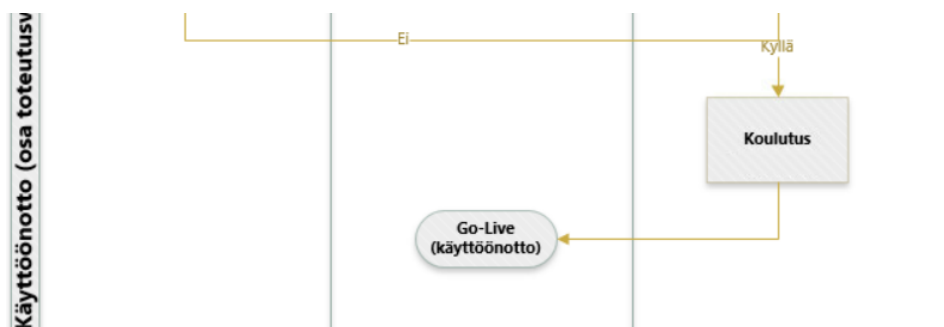 Käyttöönotto (osa toteutusv
Ei
Kyllä
Koulutus
Go-Live
(käyttöönotto)